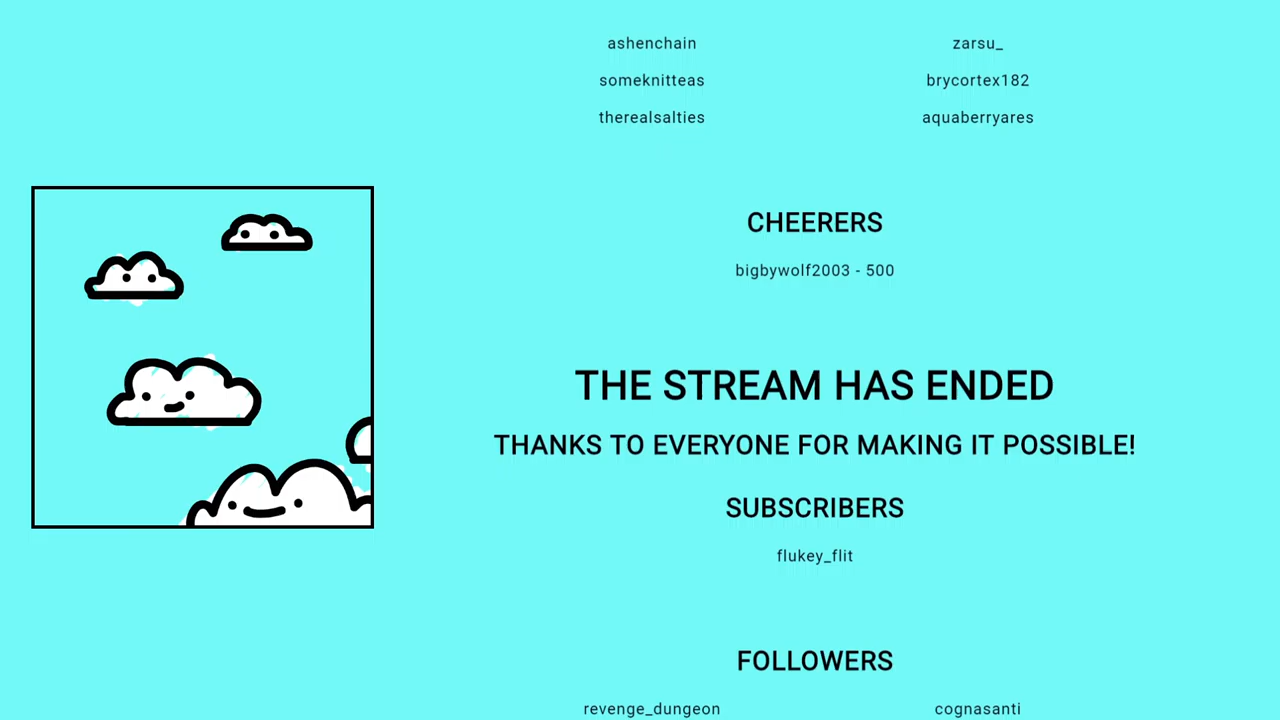 ashenchain zarsu_
someknitteas brycortex182
therealsalties aquaberryares
CHEERERS
bigbywolf2003 - 500
THE STREAM HAS ENDED
THANKS TO EVERYONE FOR MAKING IT POSSIBLE!
SUBSCRIBERS
flukey_flit
FOLLOWERS
revenge_dungeon cognasanti